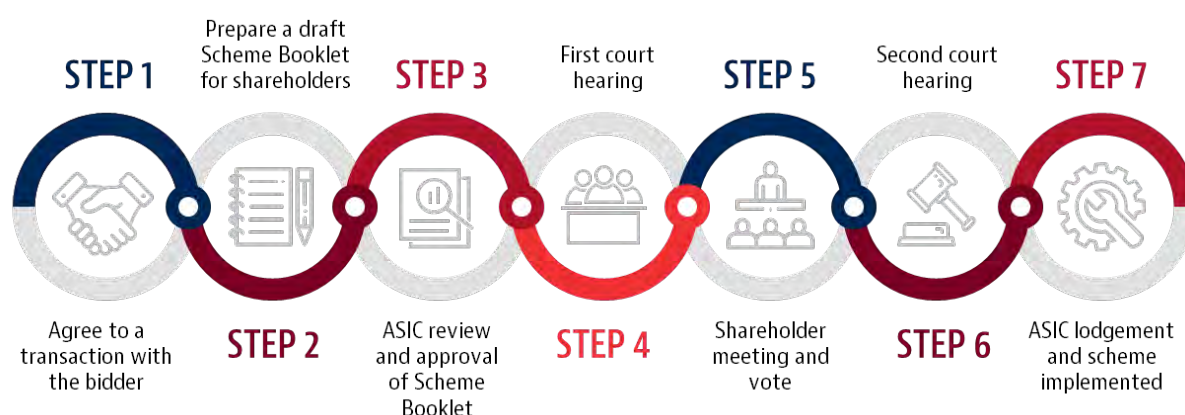 STEP 1
Agree to a
transaction with
the bidder
Prepare a draft
Scheme Booklet
for shareholders
STEP 2
STEP 3
ASIC review
and approval
of Scheme
Booklet
First court
hearing
STEP 4
STEP 5
Shareholder
meeting and
vote
Second court
hearing
STEP 6
STEP 7
ASIC lodgement
and scheme
implemented